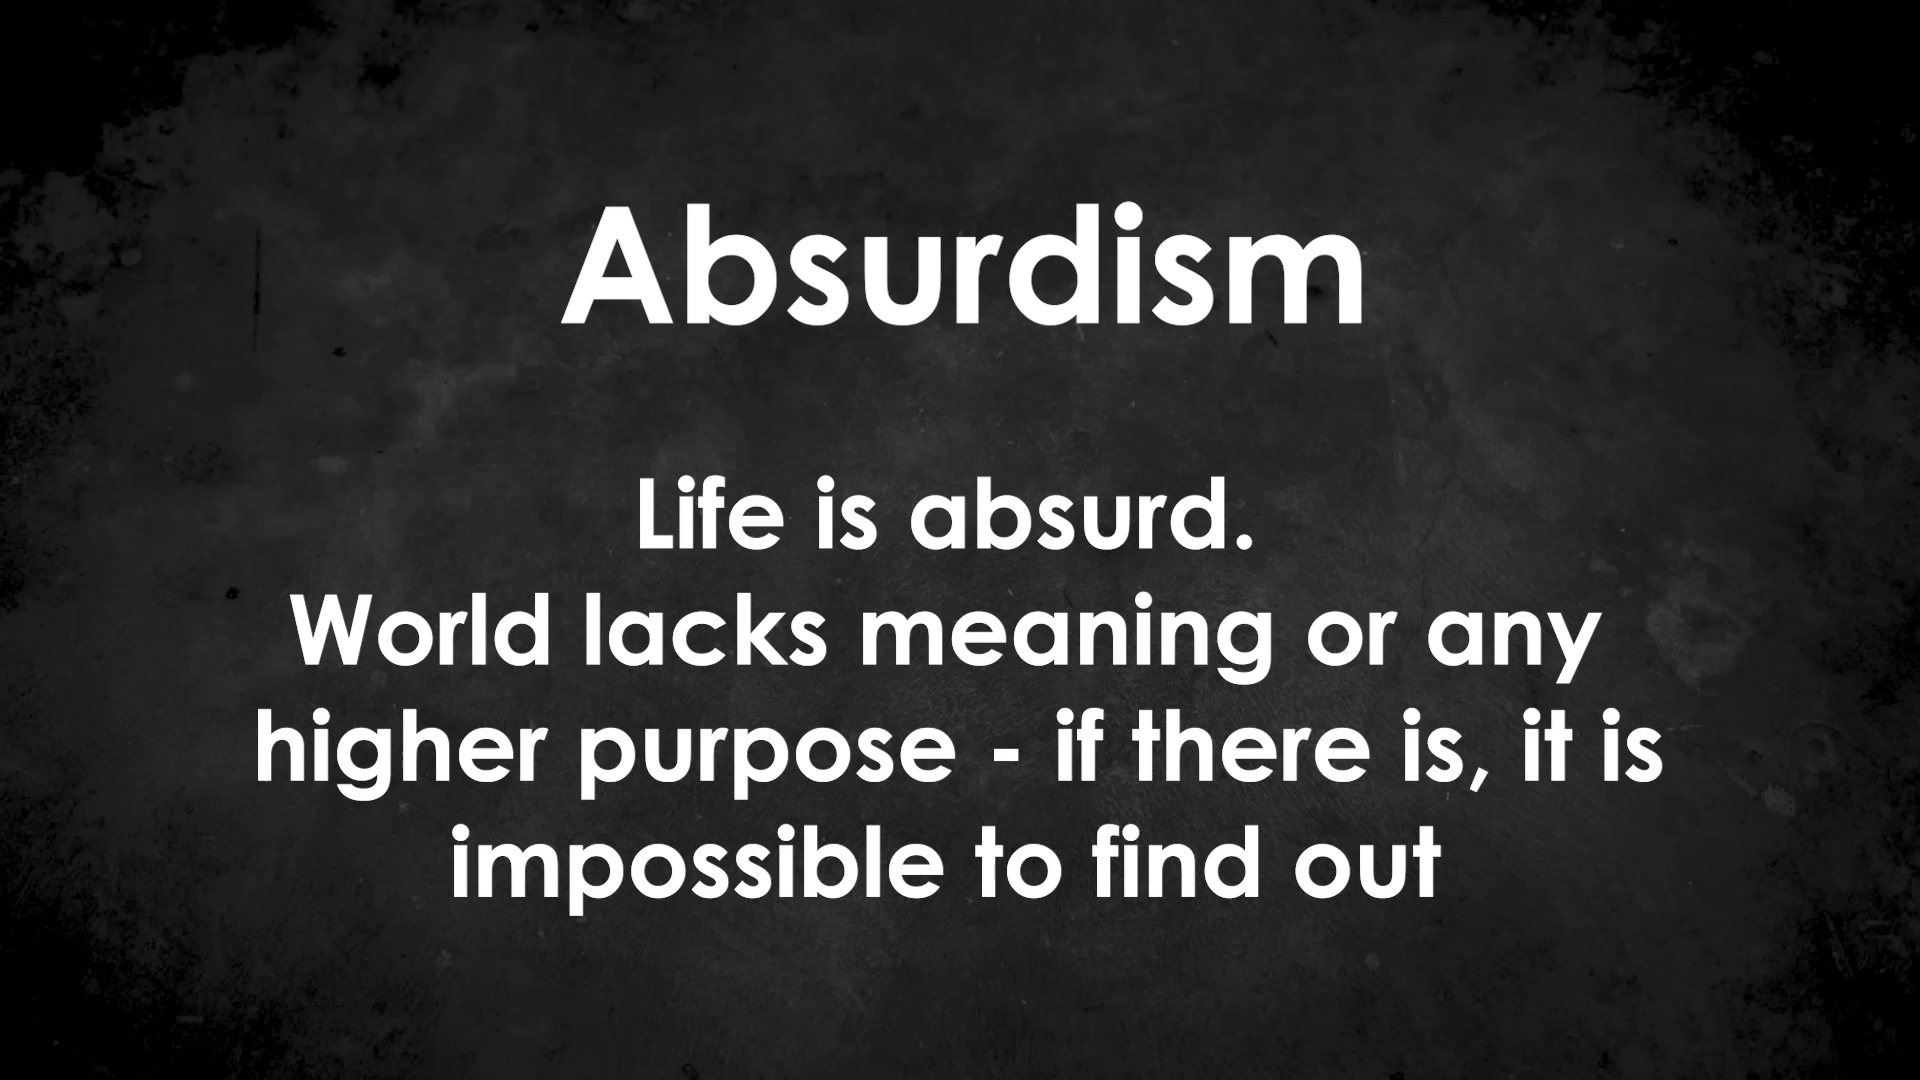 Absurdism
Life is absurd.
World lacks meaning or any
higher purpose - if there is, it is
impossible to find out